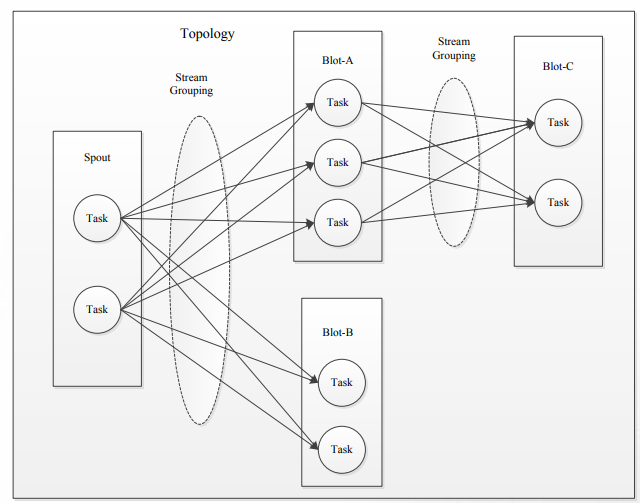 Topology
Stream
Grouping
Spout
Task
Task
Blot-A
Task
Task
Task
Blot-B
Task
Task
Stream
Grouping
Blot-C
Task
Task